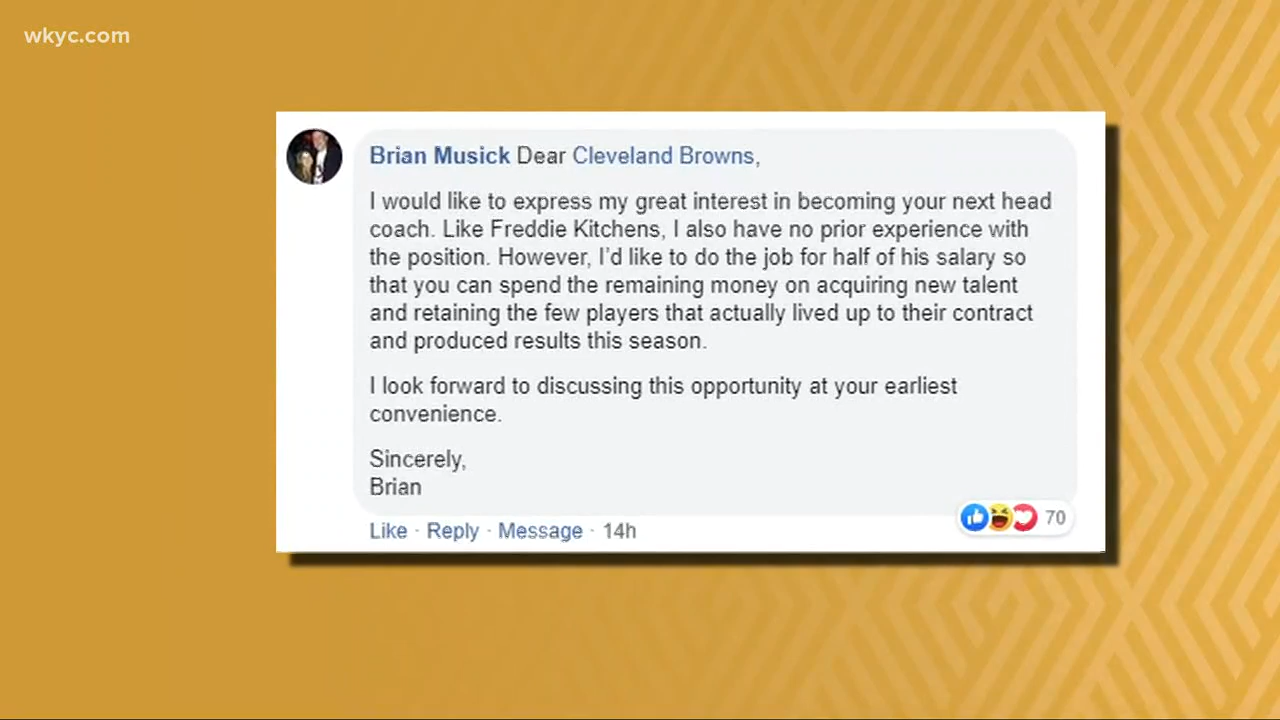 wkyc.com
Brian Musick Dear Cleveland Browns,
I would like to express my great interest in becoming your next head
coach. Like Freddie Kitchens, I also have no prior experience with
the position. However, I'd like to do the job for half of his salary so
that you can spend the remaining money on acquiring new talent
and retaining the few players that actually lived up to their contract
and produced results this season.
I look forward to discussing this opportunity at your earliest
convenience.
Sincerely,
Brian
Like · Reply · Message · 14h
70